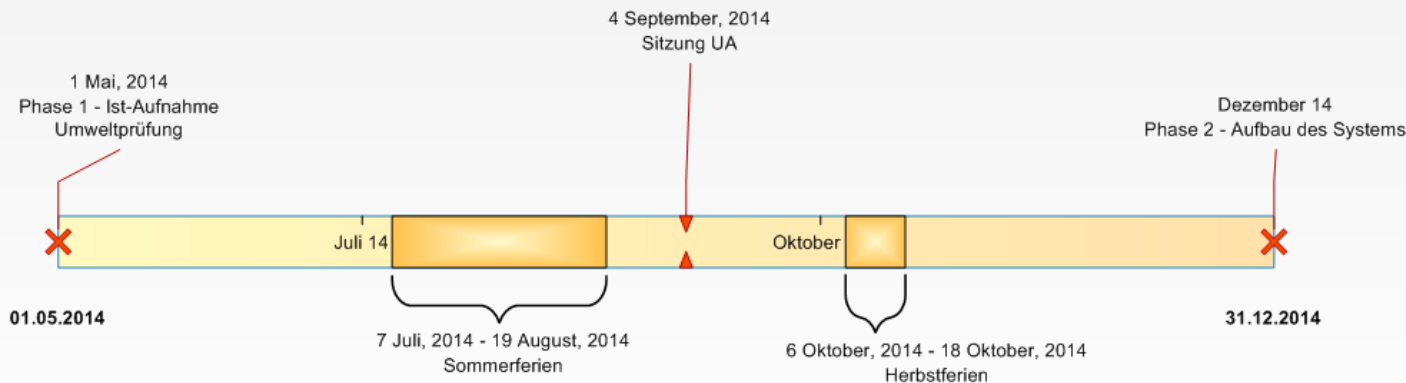 4 September, 2014
Sitzung UA
1 Mai, 2014
Phase 1 - Ist-Aufnahme
Umweltprüfung
Dezember 14
Phase 2 - Aufbau des Systems
Juli 14
Oktober
01.05.2014
31.12.2014
7 Juli, 2014 - 19 August, 2014
Sommerferien
6 Oktober, 2014 - 18 Oktober, 2014
Herbstferien